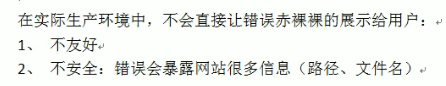 在实际生产环境中，不会直接让错误赤裸裸的展示给用户：
1、 不友好
2、 不安全：错误会暴露网站很多信息（路径、文件名）